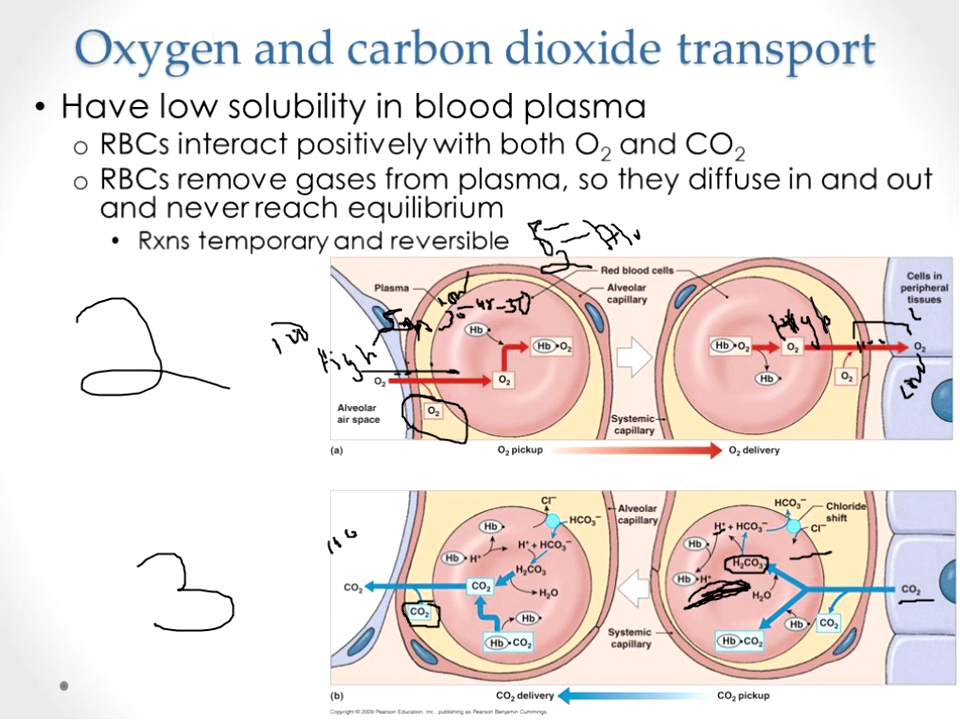 Oxygen and carbon dioxide transport
• Have low solubility in blood plasma
o RBCs interact positively with both O₂ and CO₂
o RBCs remove gases from plasma, so they diffuse in and out
and never reach equilibrium
• Rxns temporary and reversible
2
100
High
Plasma
Red blood cells
Alveolar
capillary
Cells in
peripheral
tissues
Hb
Hb•O₂
O₂
O₂
O₂
Alveolar
air space
Hb•O₂
O₂
Hb
O₂
O₂
Systemic
capillary
(a)
O₂ pickup
O₂ delivery
3
Cl⁻
HCO₃⁻
Hb
H⁺ + HCO₃⁻
Hb•H⁺
H₂CO₃
CO₂
CO₂
H₂O
CO₂
Hb
Hb•CO₂
Alveolar
capillary
HCO₃⁻
Chloride
shift
Cl⁻
H⁺ + HCO₃⁻
Hb
H₂CO₃
Hb•H⁺
H₂O
CO₂
Hb
CO₂
Hb•CO₂
Systemic
capillary
(b)
CO₂ delivery
CO₂ pickup
Copyright © 2009 Pearson Education, Inc., publishing as Pearson Benjamin Cummings.